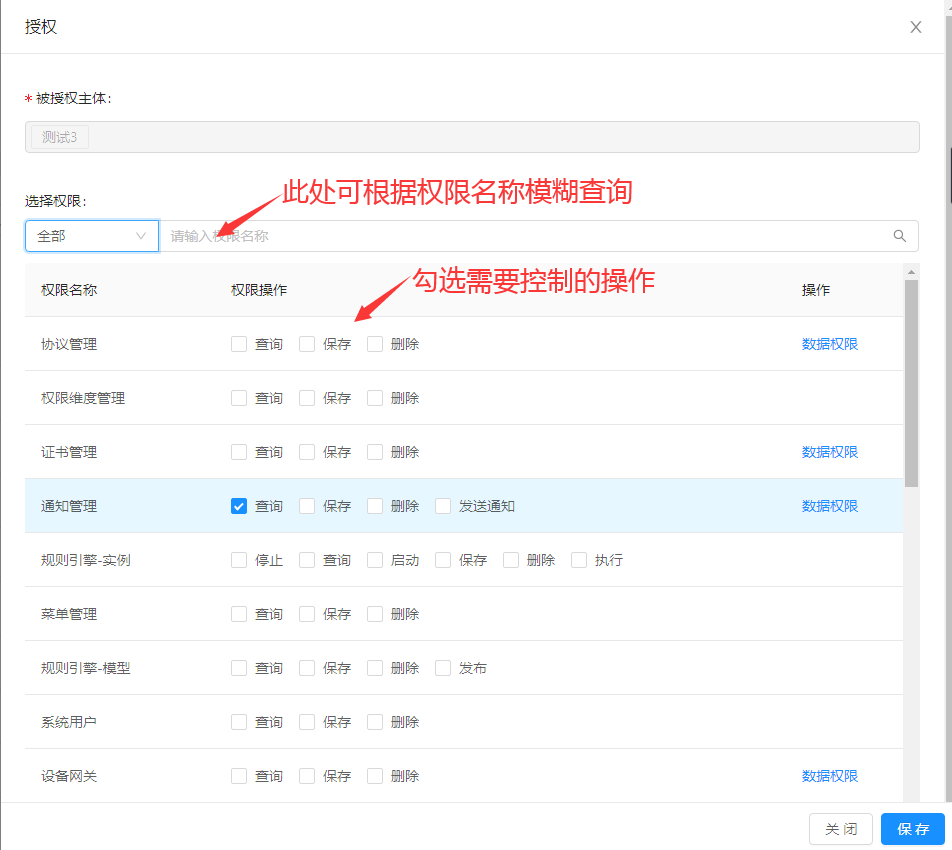 授权
* 被授权主体:
测试3
此处可根据权限名称模糊查询
选择权限:
全部 请输入权限名称
勾选需要控制的操作
权限名称 权限操作 操作
协议管理 查询 保存 删除 数据权限
权限维度管理 查询 保存 删除
证书管理 查询 保存 删除 数据权限
通知管理 查询 保存 删除 发送通知 数据权限
规则引擎-实例 停止 查询 启动 保存 删除 执行
菜单管理 查询 保存 删除
规则引擎-模型 查询 保存 删除 发布
系统用户 查询 保存 删除
设备网关 查询 保存 删除 数据权限
关闭 保存